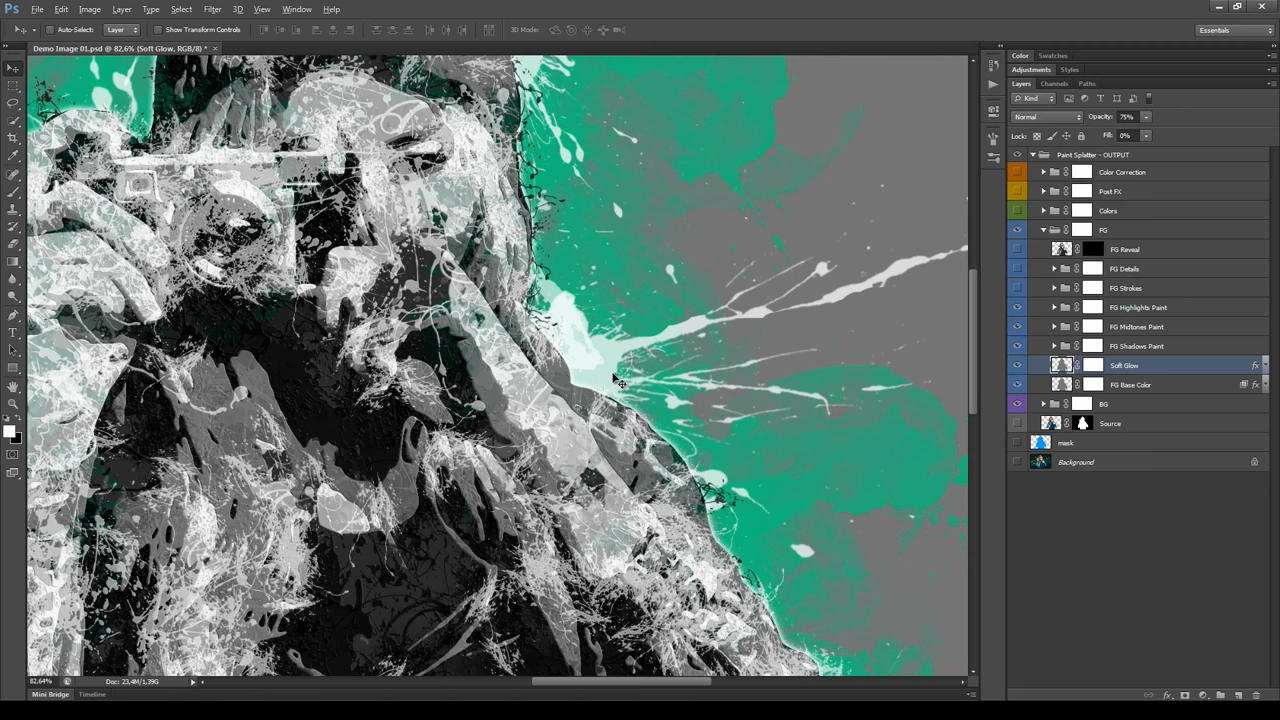 Ps File Edit Image Layer Type Select Filter 3D View Window Help
Auto-Select: Layer Show Transform Controls 3D Mode: Essentials
Demo Image 01.psd @ 82,6% (Soft Glow, RGB/8) * ×
Color Swatches
Adjustments Styles
Layers Channels Paths
Kind
Normal Opacity: 75%
Lock: Fill: 0%
Paint Splatter - OUTPUT
Color Correction
Post FX
Colors
FG
FG Reveal
FG Details
FG Strokes
FG Highlights Paint
FG Midtones Paint
FG Shadows Paint
Soft Glow fx
FG Base Color fx
BG
Source
mask
Background
82,64% Doc: 23,4M/1,39G
Mini Bridge Timeline